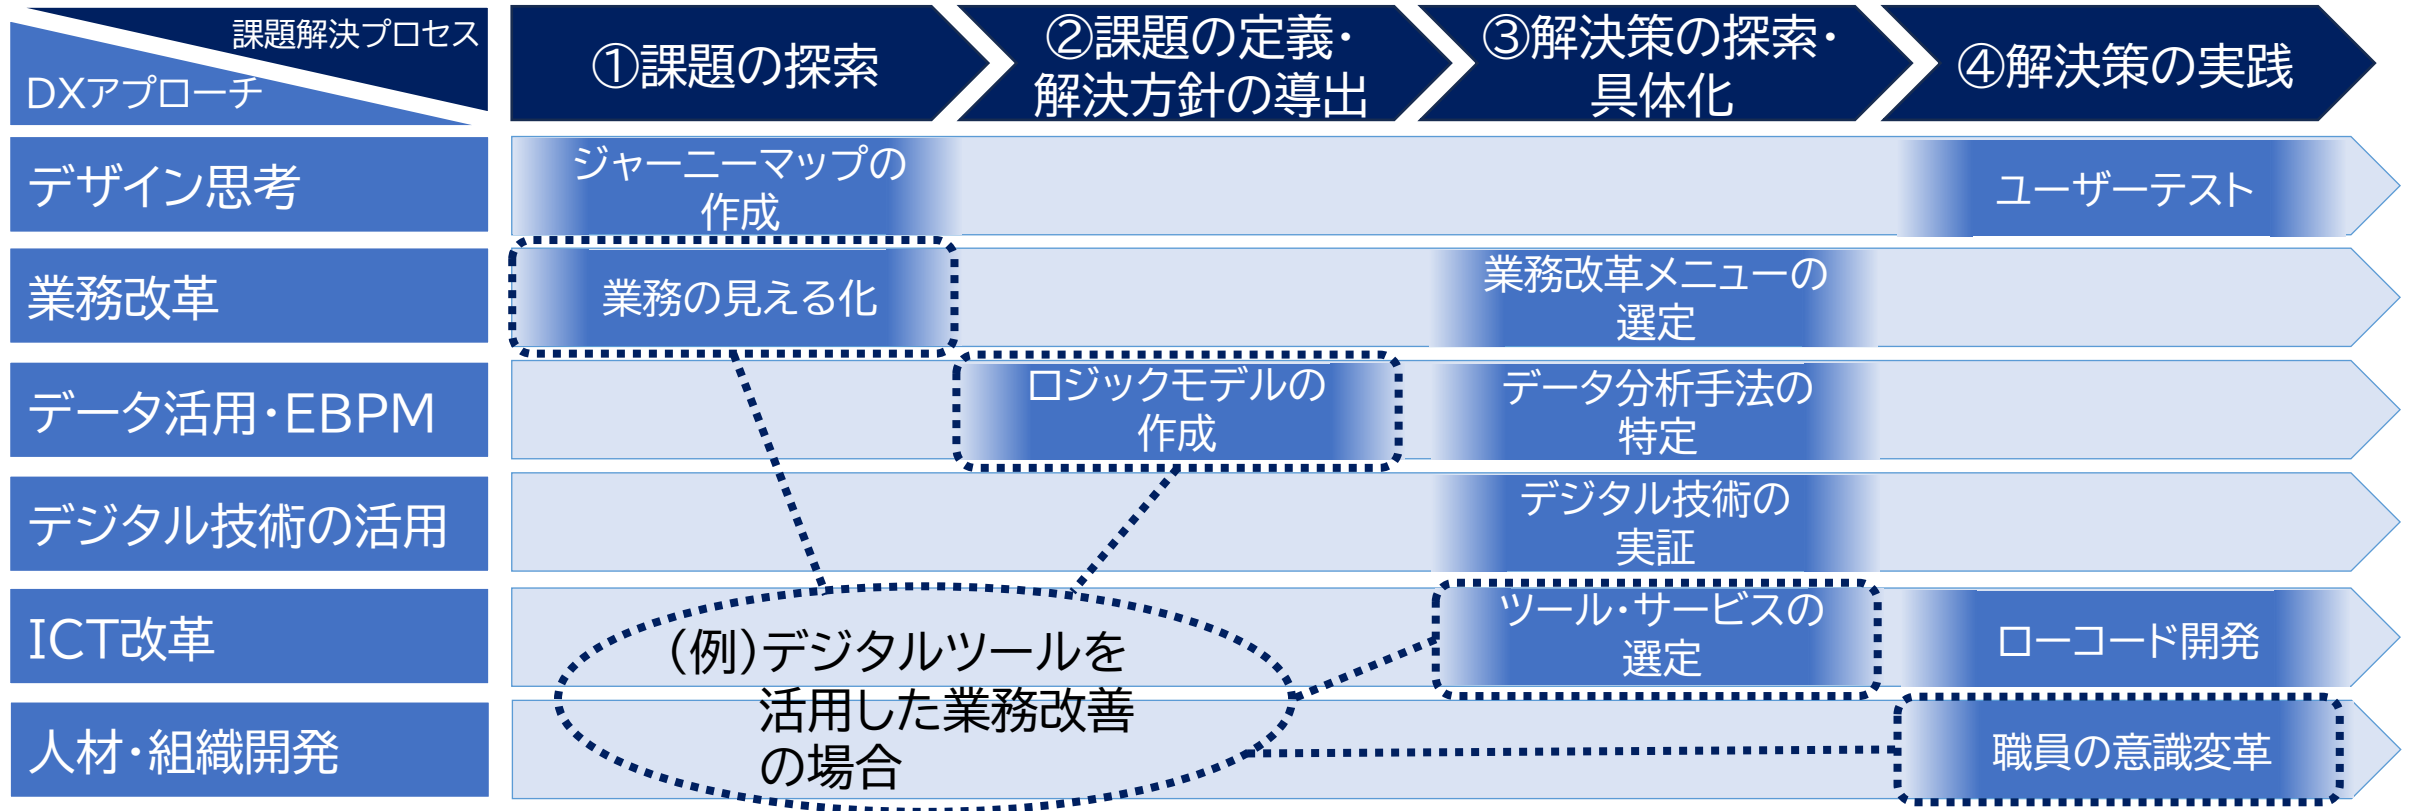 課題解決プロセス
DXアプローチ
①課題の探索
②課題の定義・
解決方針の導出
③解決策の探索・
具体化
④解決策の実践
デザイン思考
ジャーニーマップの
作成
ユーザーテスト
業務改革
業務の見える化
業務改革メニューの
選定
データ活用・EBPM
ロジックモデルの
作成
データ分析手法の
特定
デジタル技術の活用
デジタル技術の
実証
ICT改革
ツール・サービスの
選定
ローコード開発
(例)デジタルツールを
活用した業務改善
の場合
人材・組織開発
職員の意識変革